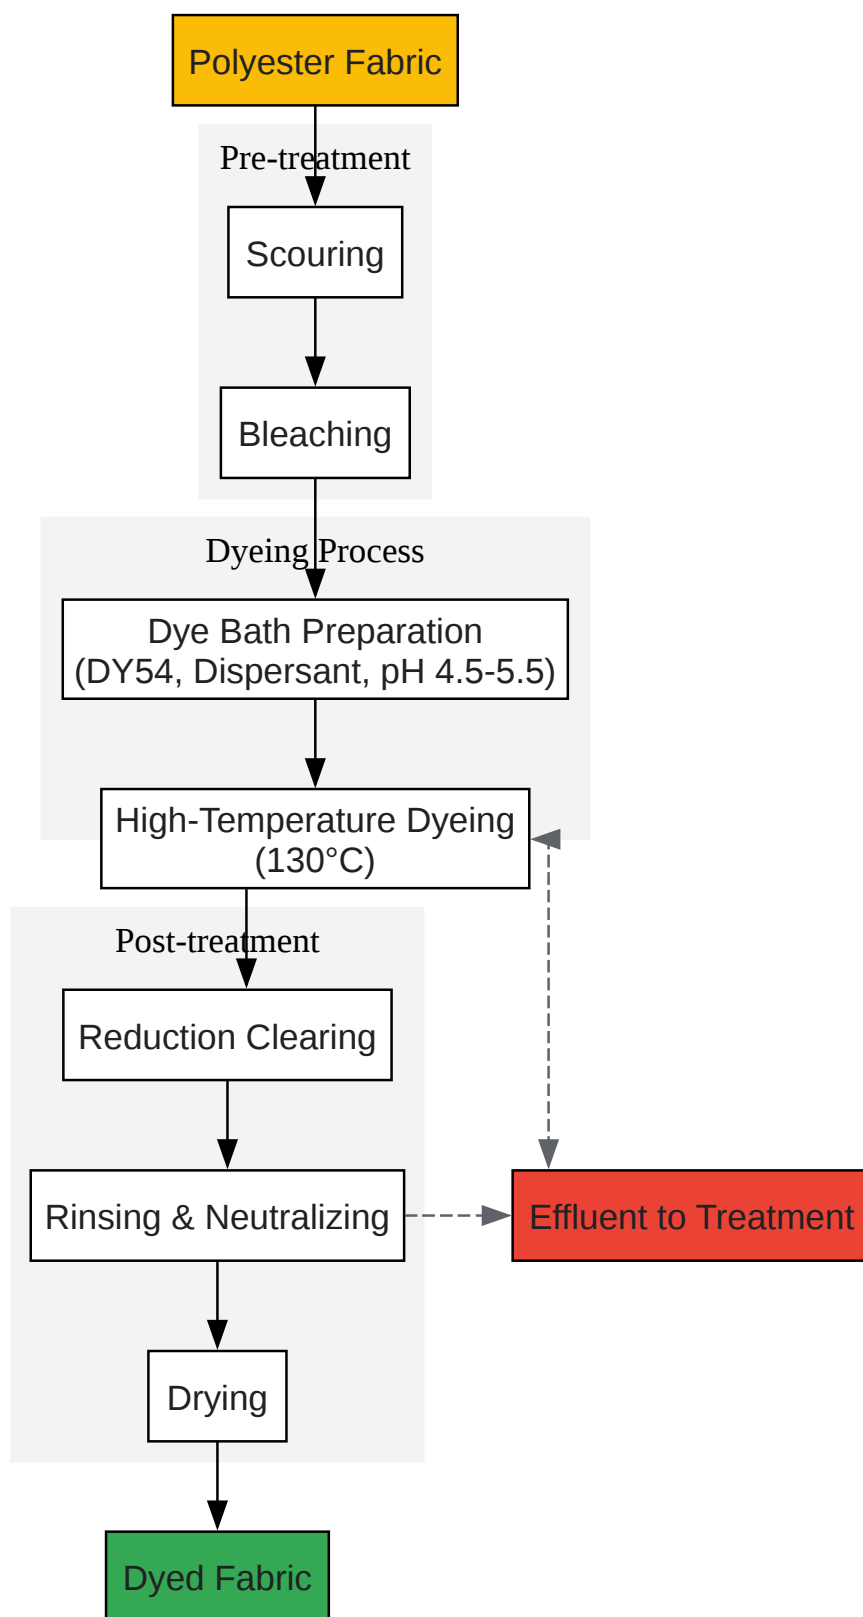 Polyester Fabric
Pre-treatment
Scouring
Bleaching
Dyeing Process
Dye Bath Preparation
(DY54, Dispersant, pH 4.5-5.5)
High-Temperature Dyeing
(130°C)
Post-treatment
Reduction Clearing
Rinsing & Neutralizing
Effluent to Treatment
Drying
Dyed Fabric